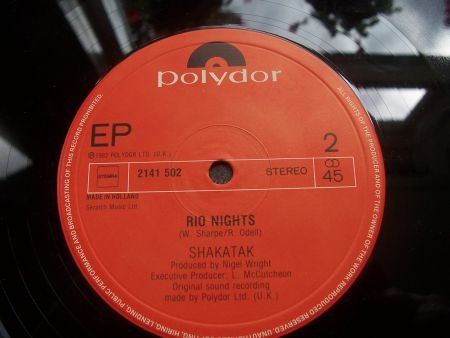 polydor
EP
2
℗ 1982 POLYDOR LTD. (U.K.)
STEMRA
2141 502
STEREO
45
MADE IN HOLLAND
Skratch Music Ltd.
RIO NIGHTS
(W. Sharpe/R. Odell)
SHAKATAK
Produced by Nigel Wright
Executive Producer: L. McCutcheon
Original sound recording
made by Polydor Ltd. (U.K.)
ALL RIGHTS OF THE PRODUCER AND OF THE OWNER OF THE WORK REPRODUCED RESERVED. UNAUTHORISED
PUBLIC PERFORMANCE AND BROADCASTING OF THIS RECORD PROHIBITED.